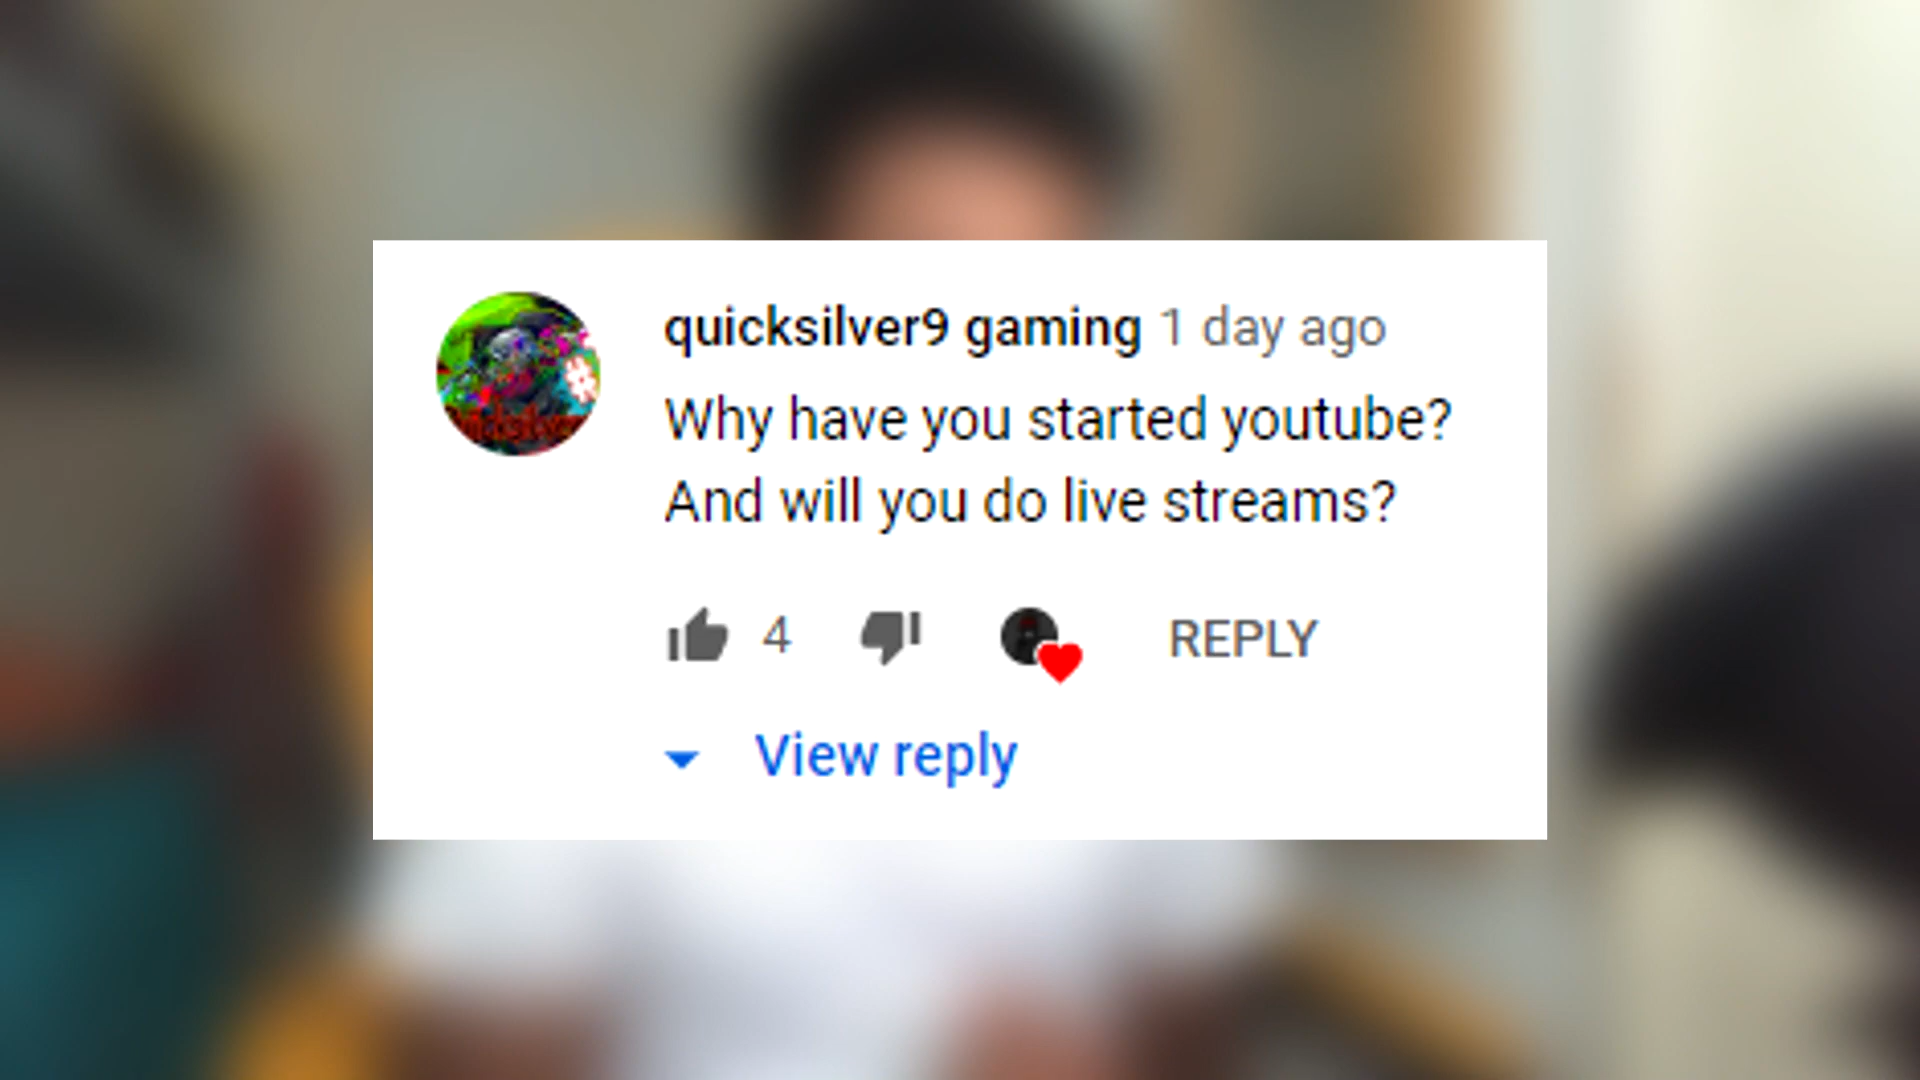 quicksilver9 gaming 1 day ago
Why have you started youtube?
And will you do live streams?
4 REPLY
View reply